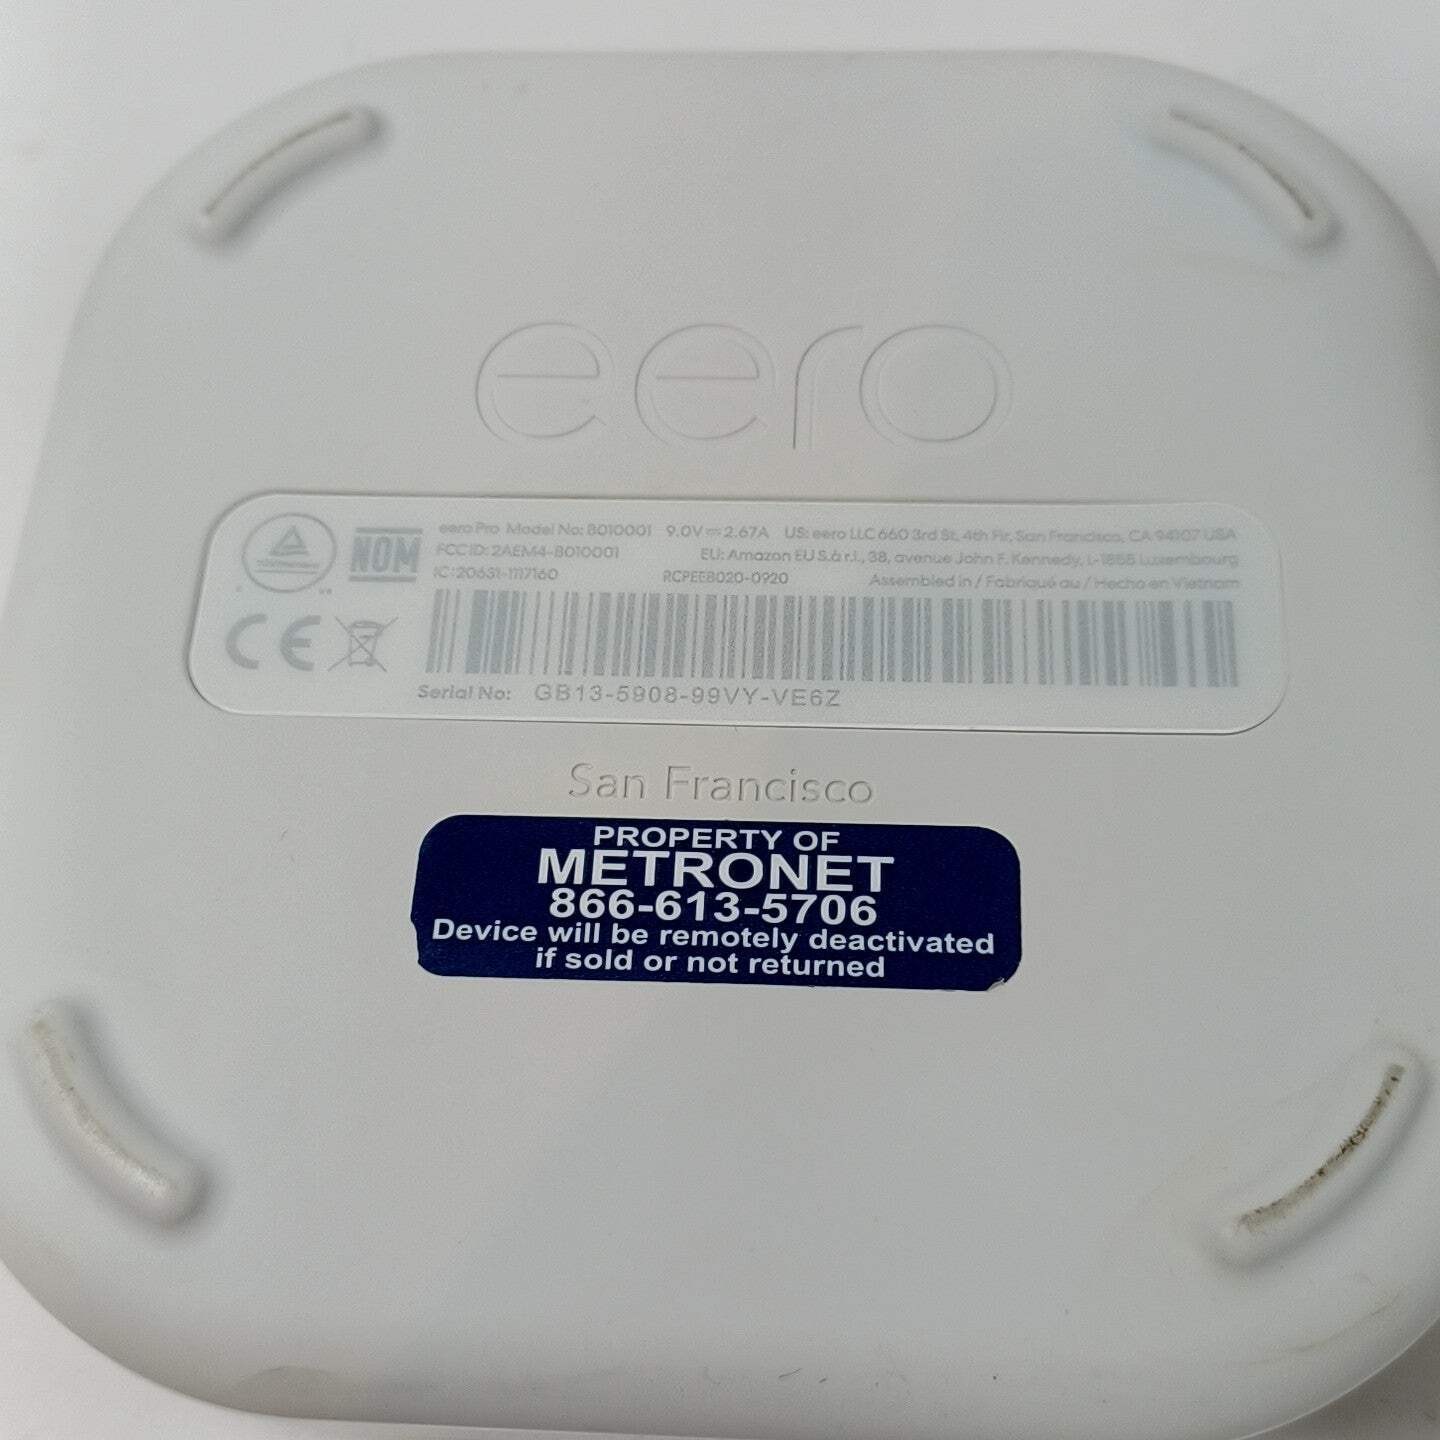 eero
eero Pro Model No: B010001 9.0V⎓2.67A US: eero LLC 660 3rd St, 4th Flr, San Francisco, CA 94107 USA
NOM FCC ID: 2AEM4-B010001 EU: Amazon EU S.à r.l., 38, avenue John F. Kennedy, L-1855 Luxembourg
IC: 20631-1117160 RCPEEB020-0920 Assembled in / Fabriqué au / Hecho en Vietnam
CE
Serial No: GB13-5908-99VY-VE6Z
San Francisco
PROPERTY OF
METRONET
866-613-5706
Device will be remotely deactivated
if sold or not returned